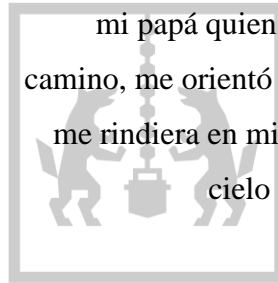 mi papá quien
camino, me orientó
me rindiera en mi
cielo